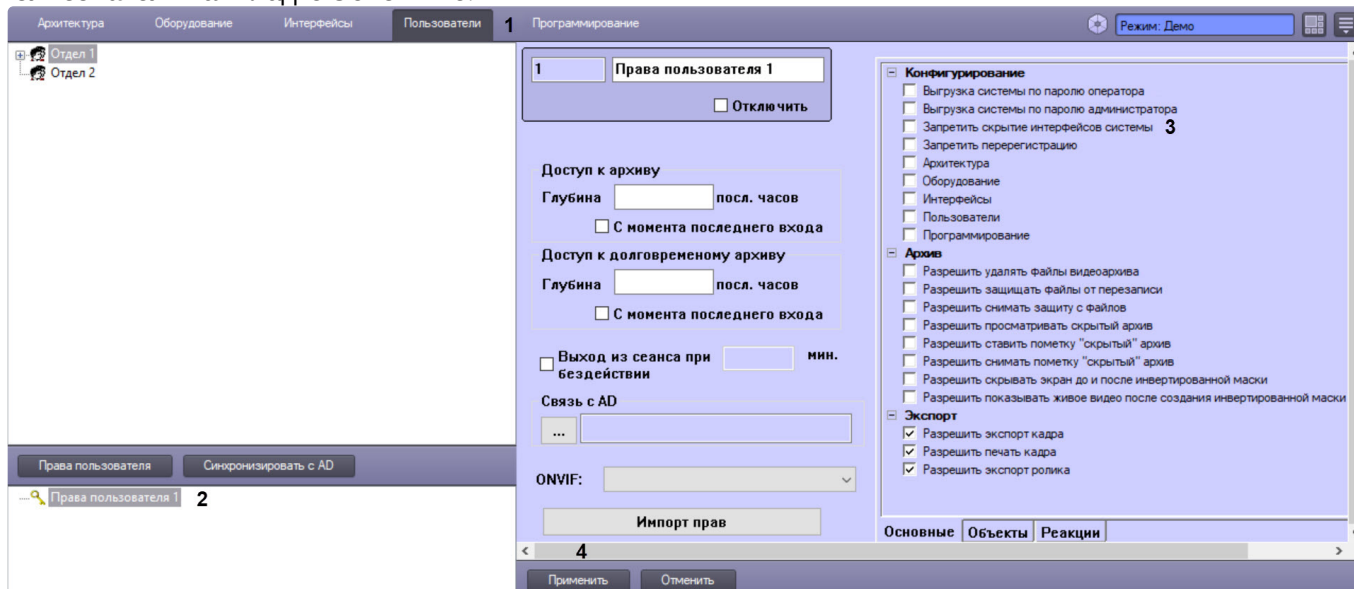 Архитектура
Оборудование
Интерфейсы
Пользователи
1
Программирование
Режим: Демо
Отдел 1
Отдел 2
Права пользователя
Синхронизировать с AD
Права пользователя 1
2
1
Права пользователя 1
Отключить
Доступ к архиву
Глубина
посл. часов
С момента последнего входа
Доступ к долговременому архиву
Глубина
посл. часов
С момента последнего входа
Выход из сеанса при
бездействии
мин.
Связь с AD
...
ONVIF:
Импорт прав
4
Применить
Отменить
Конфигурирование
Выгрузка системы по паролю оператора
Выгрузка системы по паролю администратора
Запретить скрытие интерфейсов системы
3
Запретить перерегистрацию
Архитектура
Оборудование
Интерфейсы
Пользователи
Программирование
Архив
Разрешить удалять файлы видеоархива
Разрешить защищать файлы от перезаписи
Разрешить снимать защиту с файлов
Разрешить просматривать скрытый архив
Разрешить ставить пометку "скрытый" архив
Разрешить снимать пометку "скрытый" архив
Разрешить скрывать экран до и после инвертированной маски
Разрешить показывать живое видео после создания инвертированной маски
Экспорт
Разрешить экспорт кадра
Разрешить печать кадра
Разрешить экспорт ролика
Основные
Объекты
Реакции